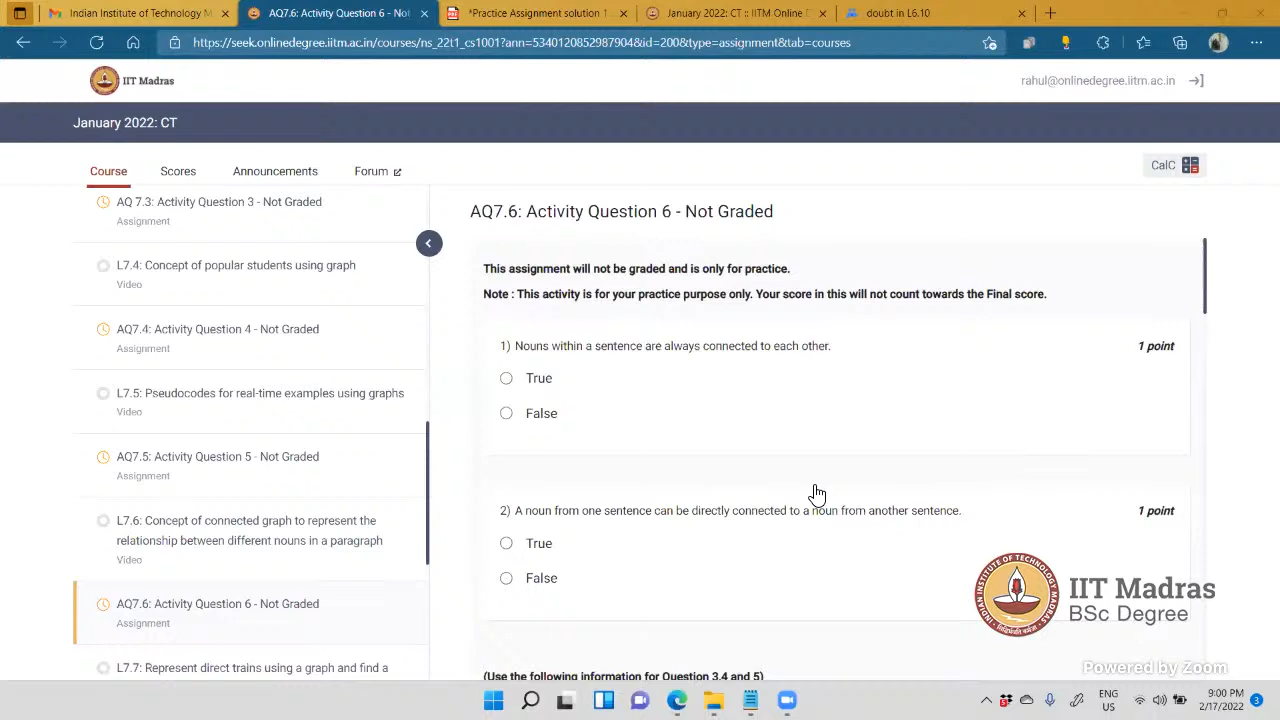 Indian Institute of Technology M
AQ7.6: Activity Question 6 - Not
*Practice Assignment solution 1
January 2022: CT :: IITM Online D
doubt in L6.10
https://seek.onlinedegree.iitm.ac.in/courses/ns_22t1_cs1001?ann=5340120852987904&id=200&type=assignment&tab=courses
IIT Madras
rahul@onlinedegree.iitm.ac.in
January 2022: CT
Course
Scores
Announcements
Forum
CalC
AQ 7.3: Activity Question 3 - Not Graded
Assignment
L7.4: Concept of popular students using graph
Video
AQ7.4: Activity Question 4 - Not Graded
Assignment
L7.5: Pseudocodes for real-time examples using graphs
Video
AQ7.5: Activity Question 5 - Not Graded
Assignment
L7.6: Concept of connected graph to represent the
relationship between different nouns in a paragraph
Video
AQ7.6: Activity Question 6 - Not Graded
Assignment
L7.7: Represent direct trains using a graph and find a
AQ7.6: Activity Question 6 - Not Graded
This assignment will not be graded and is only for practice.
Note : This activity is for your practice purpose only. Your score in this will not count towards the Final score.
1) Nouns within a sentence are always connected to each other.
1 point
True
False
2) A noun from one sentence can be directly connected to a noun from another sentence.
1 point
True
False
(Use the following information for Question 3,4 and 5)
INDIAN INSTITUTE OF TECHNOLOGY MADRAS
IIT Madras
BSc Degree
Powered by Zoom
ENG
US
9:00 PM
2/17/2022
3